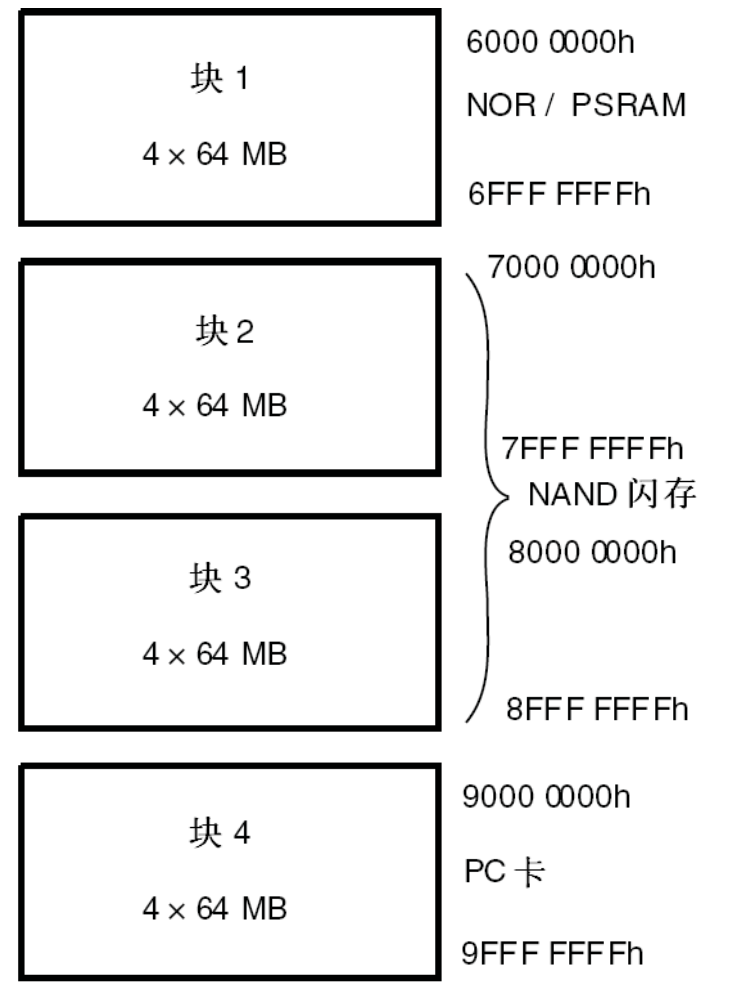 块 1
4 × 64 MB
6000 0000h
NOR / PSRAM
6FFF FFFFh
块 2
4 × 64 MB
7000 0000h
7FFF FFFFh
NAND 闪存
块 3
4 × 64 MB
8000 0000h
8FFF FFFFh
块 4
4 × 64 MB
9000 0000h
PC 卡
9FFF FFFFh